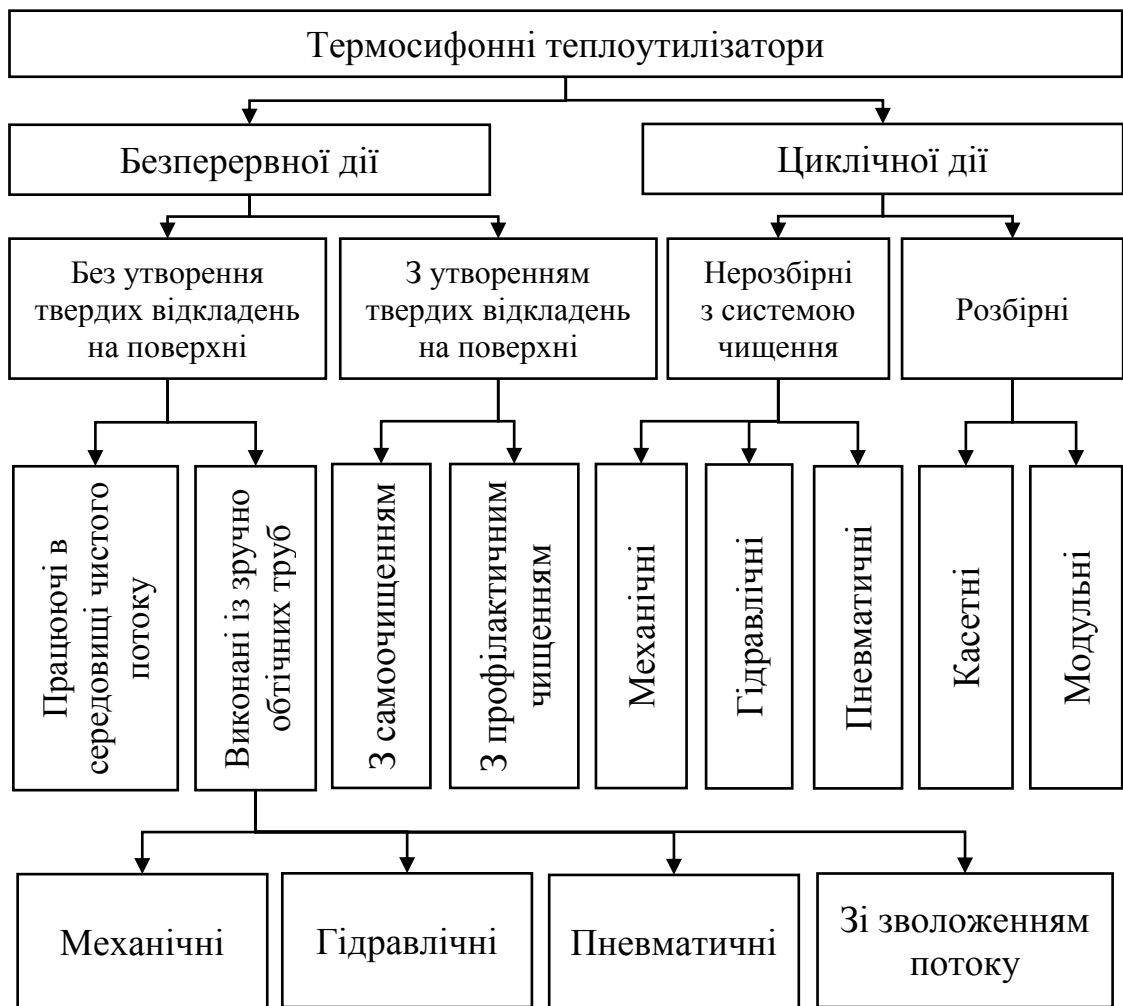 Термосифонні теплоутилізатори
Безперервної дії
Циклічної дії
Без утворення
твердих відкладень
на поверхні
З утворенням
твердих відкладень
на поверхні
Нерозбірні
з системою
чищення
Розбірні
Працюючі в
середовищі чистого
потоку
Виконані із зручно
обтічних труб
З самоочищенням
З профілактичним
чищенням
Механічні
Гідравлічні
Пневматичні
Касетні
Модульні
Механічні
Гідравлічні
Пневматичні
Зі зволоженням
потоку